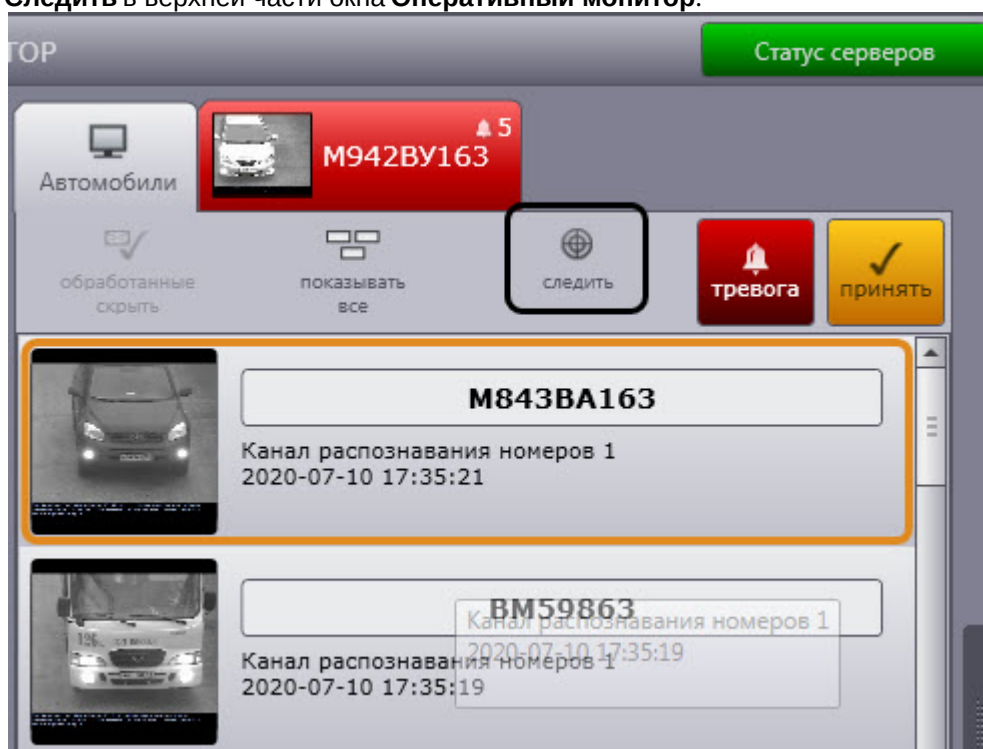 Следить в верхней части окна Оперативный монитор.
ТОР
Статус серверов
Автомобили
5
М942ВУ163
обработанные
скрыть
показывать
все
следить
тревога
принять
М843ВА163
Канал распознавания номеров 1
2020-07-10 17:35:21
ВМ59863
Канал распознавания номеров 1
2020-07-10 17:35:19
Канал распознавания номеров 1
2020-07-10 17:35:19